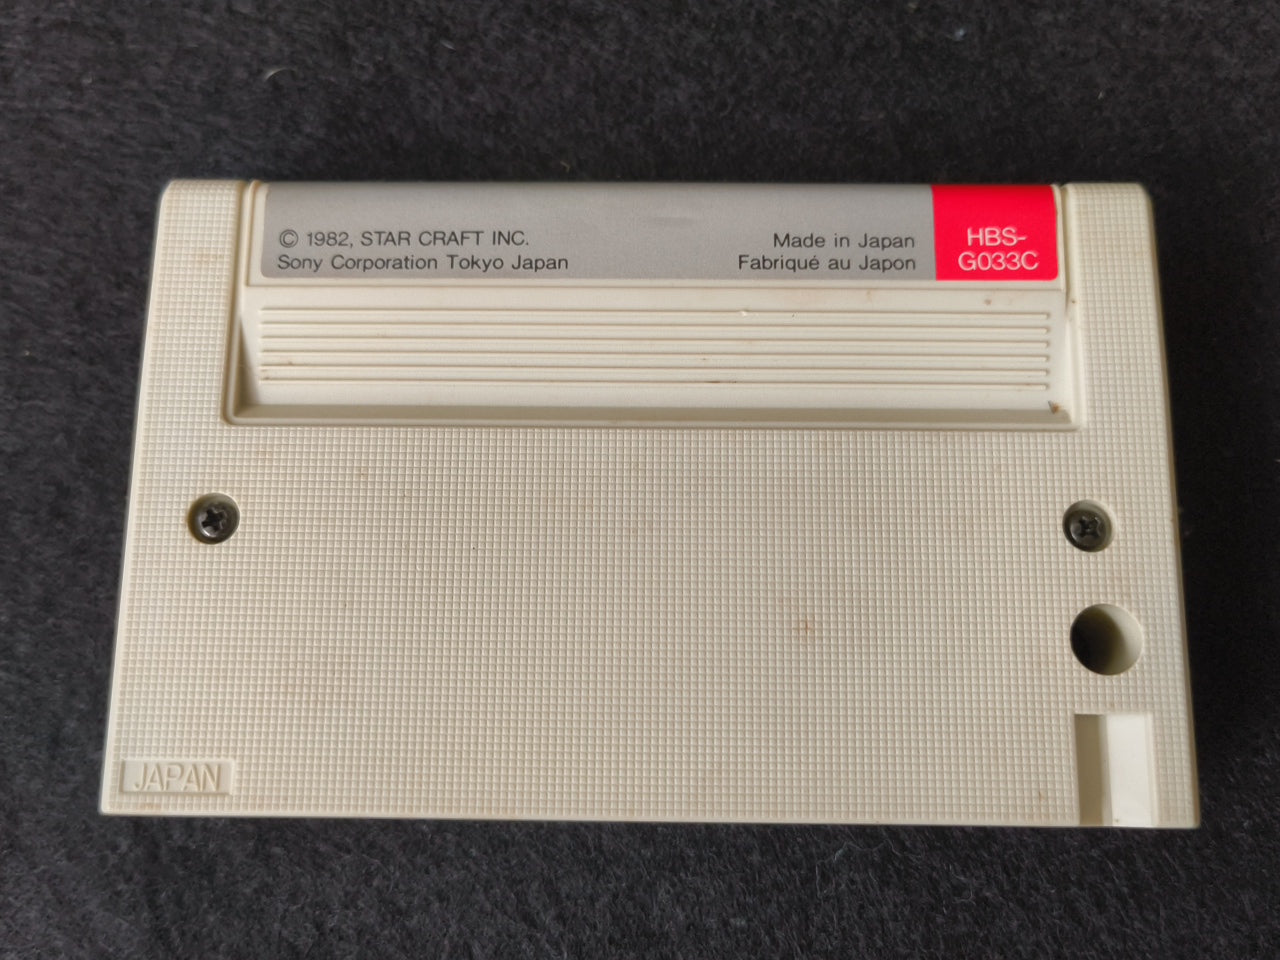 © 1982, STAR CRAFT INC.
Sony Corporation Tokyo Japan
Made in Japan
Fabriqué au Japon
HBS-
G033C
JAPAN